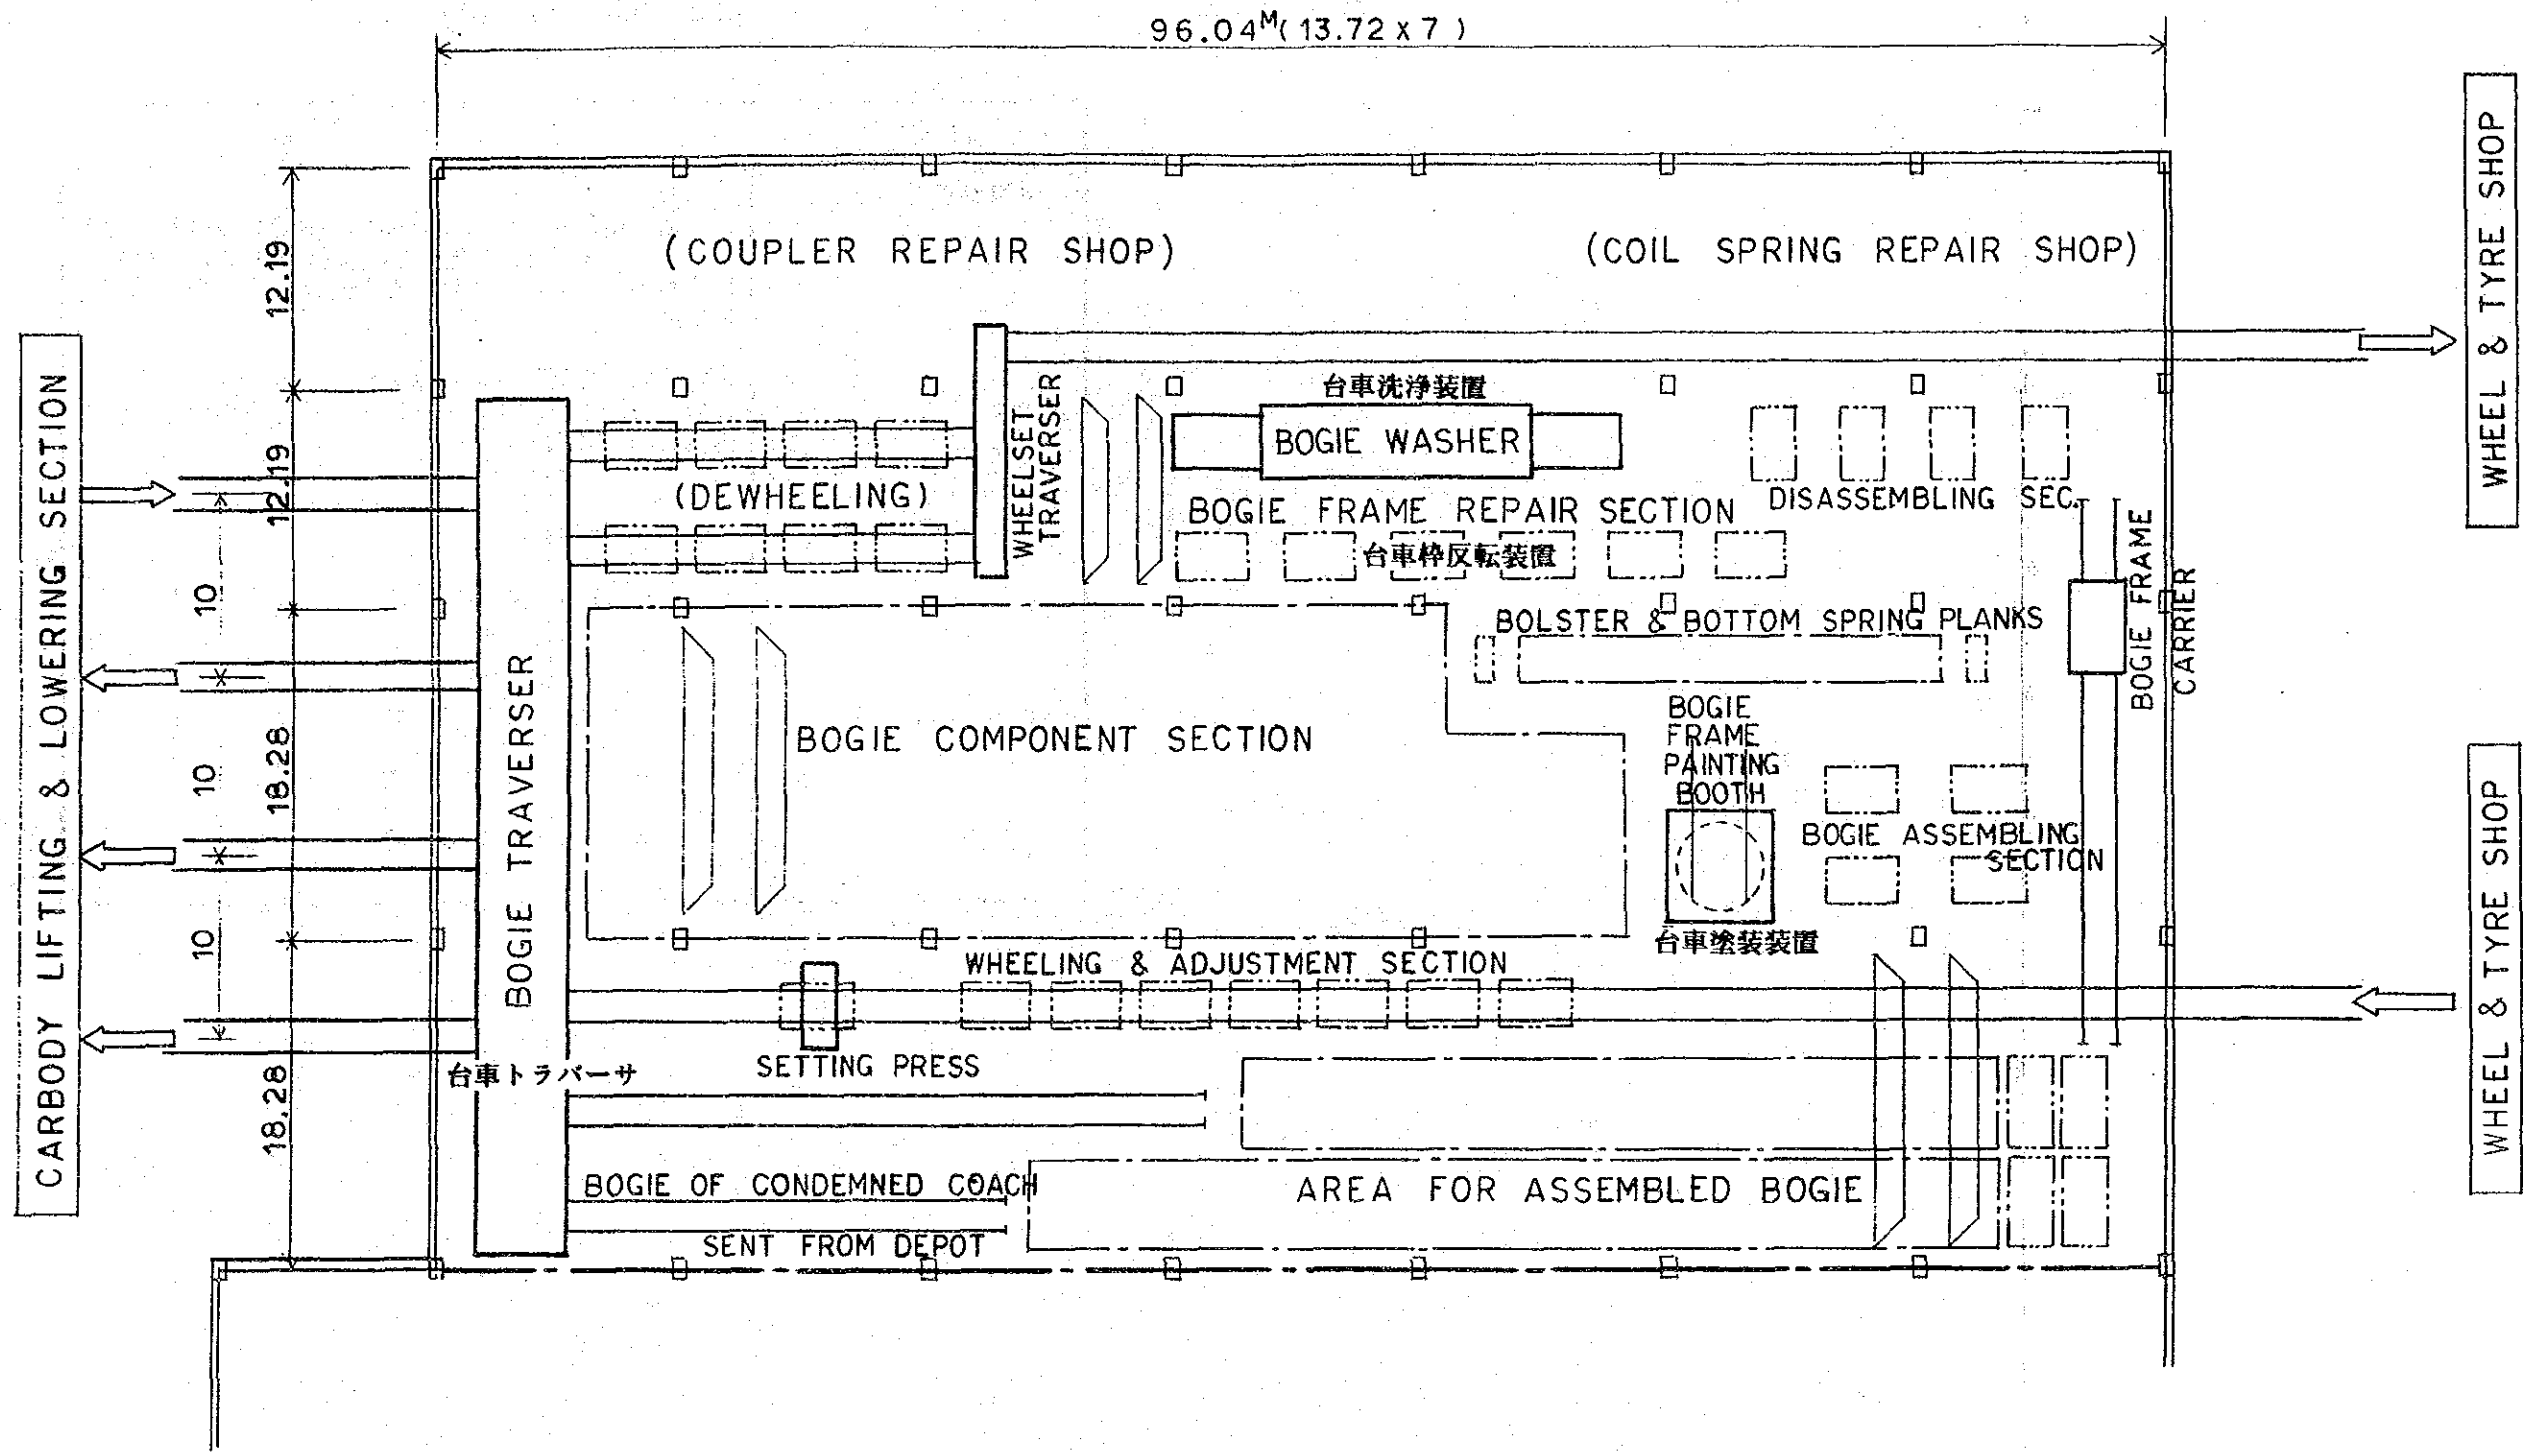 96.04M(13.72X7)
WHEEL & TYRE SHOP
12.19
(COUPLER REPAIR SHOP)
(COIL SPRING REPAIR SHOP)
CARBODY LIFTING & LOWERING SECTION
12.19
10
18.28
10
10
18.28
BOGIE TRAVERSER
台車トラバーサ
(DEWHEELING)
WHEELSET
TRAVERSER
台車洗浄装置
BOGIE WASHER
BOGIE FRAME REPAIR SECTION
台車枠反転装置
DISASSEMBLING SEC.
BOGIE FRAME
CARRIER
BOLSTER & BOTTOM SPRING PLANKS
BOGIE COMPONENT SECTION
BOGIE
FRAME
PAINTING
BOOTH
台車塗装装置
BOGIE ASSEMBLING
SECTION
WHEELING & ADJUSTMENT SECTION
SETTING PRESS
WHEEL & TYRE SHOP
BOGIE OF CONDEMNED COACH
SENT FROM DEPOT
AREA FOR ASSEMBLED BOGIE